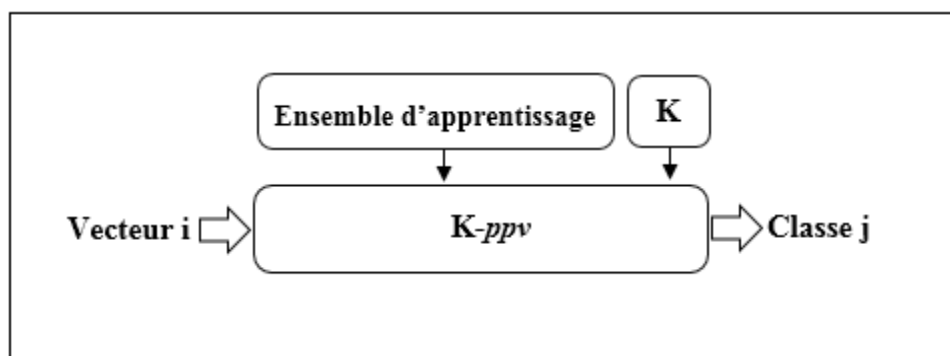 Ensemble d’apprentissage
K
Vecteur i
K-ppv
Classe j